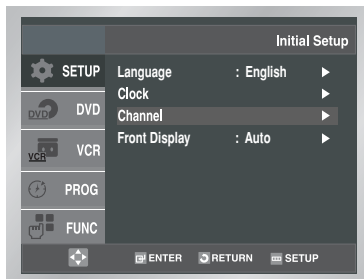 Initial Setup
SETUP
Language : English ►
Clock ►
DVD DVD
Channel ►
VCR VCR
Front Display : Auto ►
PROG
FUNC
ENTER RETURN SETUP